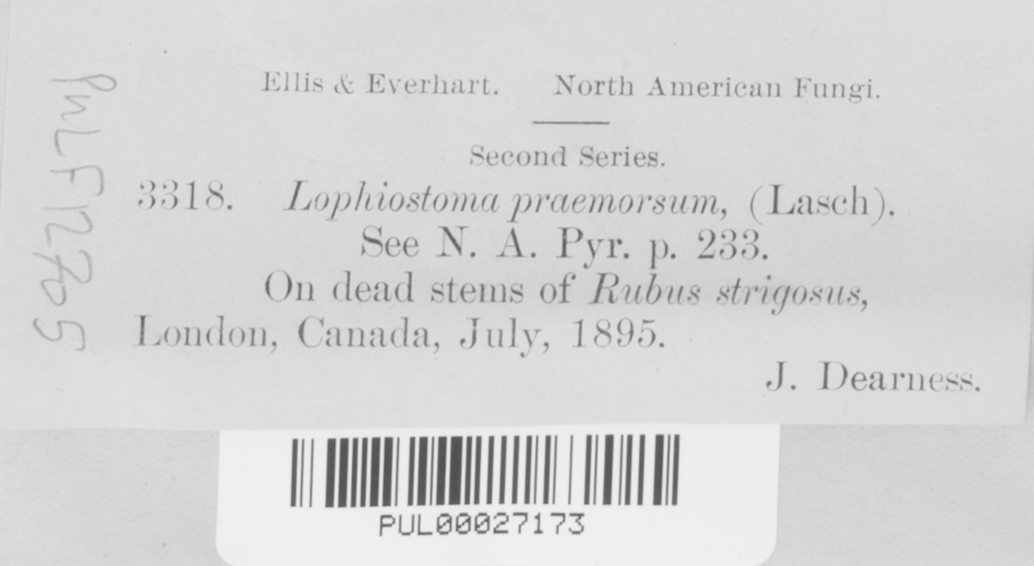 Ellis & Everhart. North American Fungi.
Second Series.
3318. Lophiostoma praemorsum, (Lasch).
See N. A. Pyr. p. 233.
On dead stems of Rubus strigosus,
London, Canada, July, 1895.
J. Dearness.
PULF12705
PUL00027173